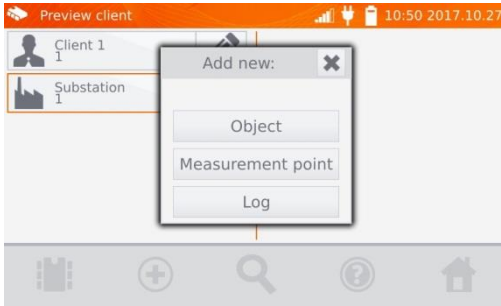 Preview client
10:50 2017.10.27
Client 1
1
Substation
1
Add new:
Object
Measurement point
Log